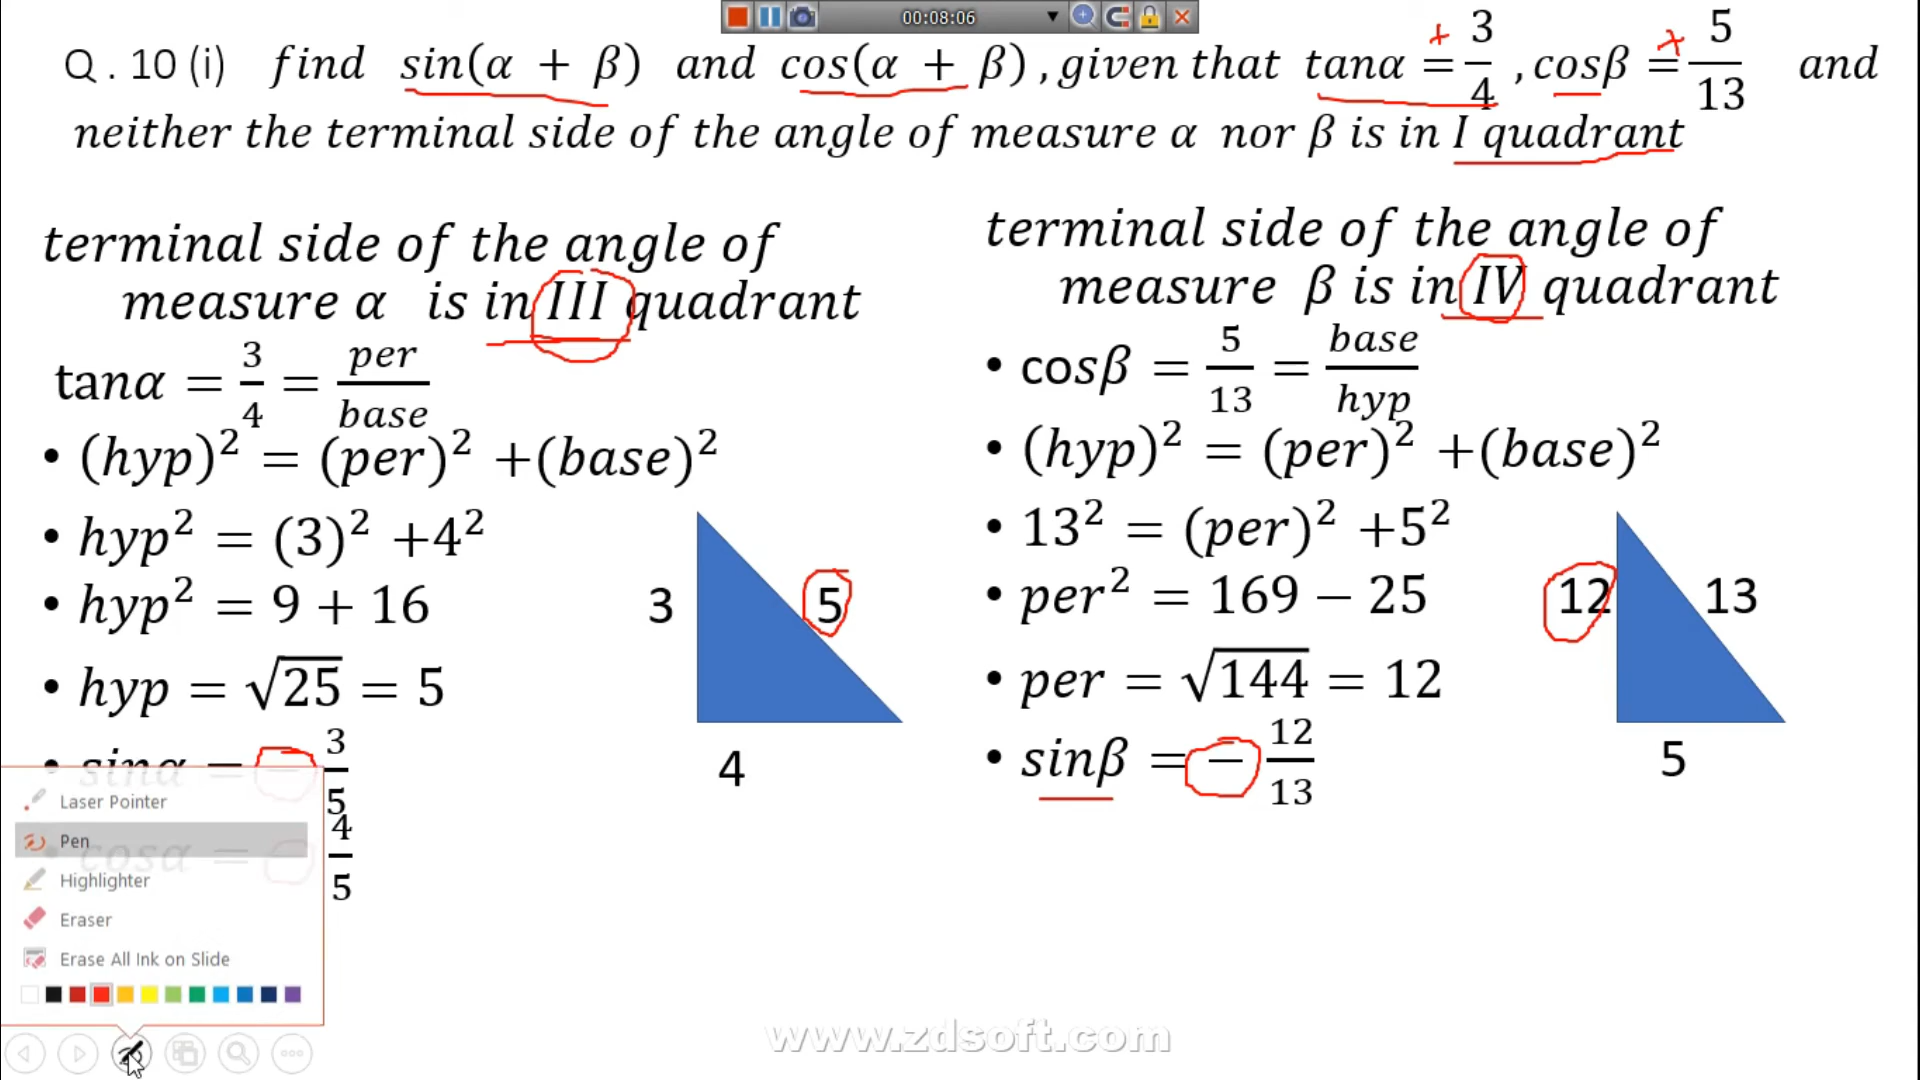 00:08:06
Q . 10 (i) find sin(α + β) and cos(α + β) , given that tanα = 3/4 , cosβ = 5/13 and
neither the terminal side of the angle of measure α nor β is in I quadrant
terminal side of the angle of
measure α is in III quadrant
tanα = 3/4 = per/base
• (hyp)² = (per)² +(base)²
• hyp² = (3)² +4²
• hyp² = 9 + 16
• hyp = √25 = 5
• sinα = − 3/5
• cosα = − 4/5
3
5
4
terminal side of the angle of
measure β is in IV quadrant
• cosβ = 5/13 = base/hyp
• (hyp)² = (per)² +(base)²
• 13² = (per)² +5²
• per² = 169 − 25
• per = √144 = 12
• sinβ = − 12/13
12
13
5
Laser Pointer
Pen
Highlighter
Eraser
Erase All Ink on Slide
www.zdsoft.com